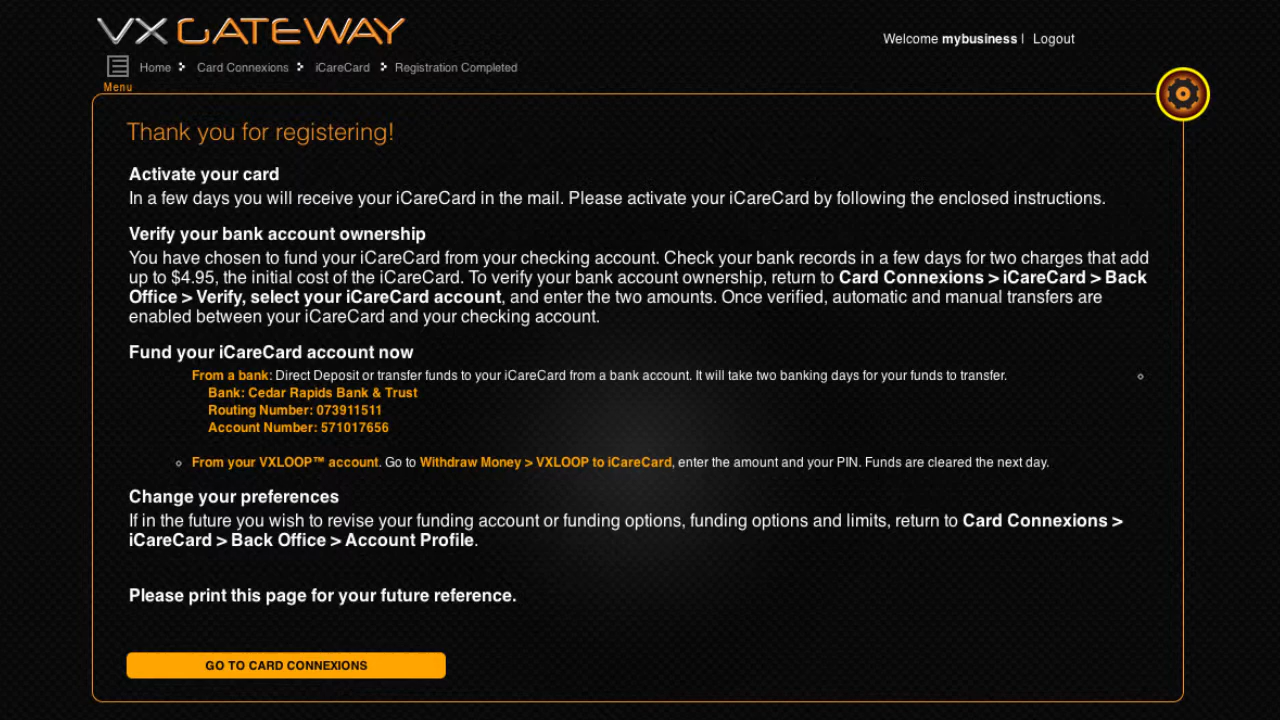 VXGATEWAY
Welcome mybusiness | Logout
Home Card Connexions iCareCard Registration Completed
Menu
Thank you for registering!
Activate your card
In a few days you will receive your iCareCard in the mail. Please activate your iCareCard by following the enclosed instructions.
Verify your bank account ownership
You have chosen to fund your iCareCard from your checking account. Check your bank records in a few days for two charges that add
up to $4.95, the initial cost of the iCareCard. To verify your bank account ownership, return to Card Connexions > iCareCard > Back
Office > Verify, select your iCareCard account, and enter the two amounts. Once verified, automatic and manual transfers are
enabled between your iCareCard and your checking account.
Fund your iCareCard account now
From a bank: Direct Deposit or transfer funds to your iCareCard from a bank account. It will take two banking days for your funds to transfer.
Bank: Cedar Rapids Bank & Trust
Routing Number: 073911511
Account Number: 571017656
From your VXLOOP™ account. Go to Withdraw Money > VXLOOP to iCareCard, enter the amount and your PIN. Funds are cleared the next day.
Change your preferences
If in the future you wish to revise your funding account or funding options, funding options and limits, return to Card Connexions >
iCareCard > Back Office > Account Profile.
Please print this page for your future reference.
GO TO CARD CONNEXIONS